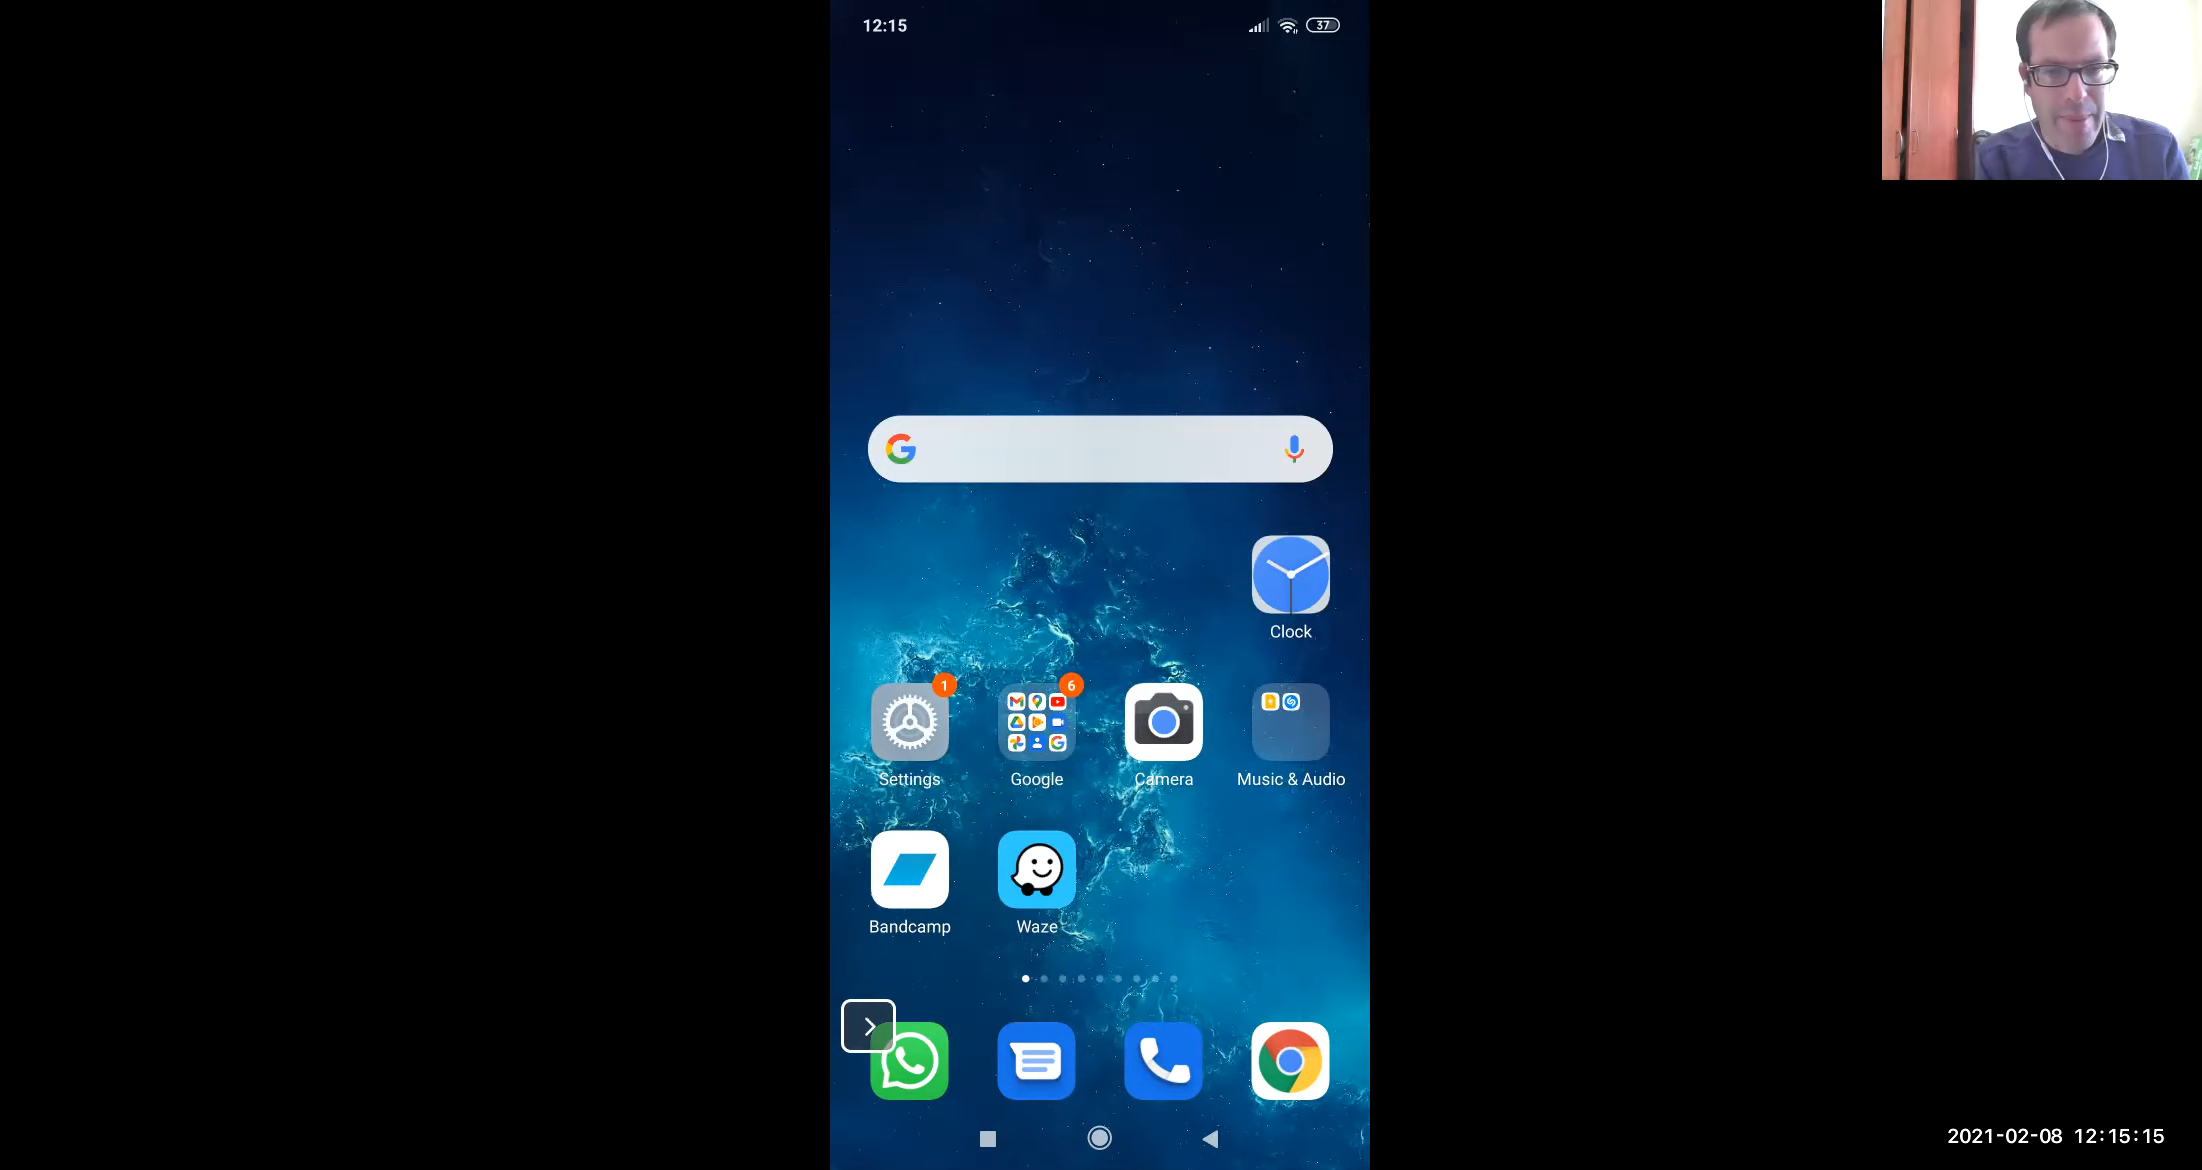 12:15
37
Clock
1
6
Settings
Google
Camera
Music & Audio
Bandcamp
Waze
2021-02-08 12:15:15